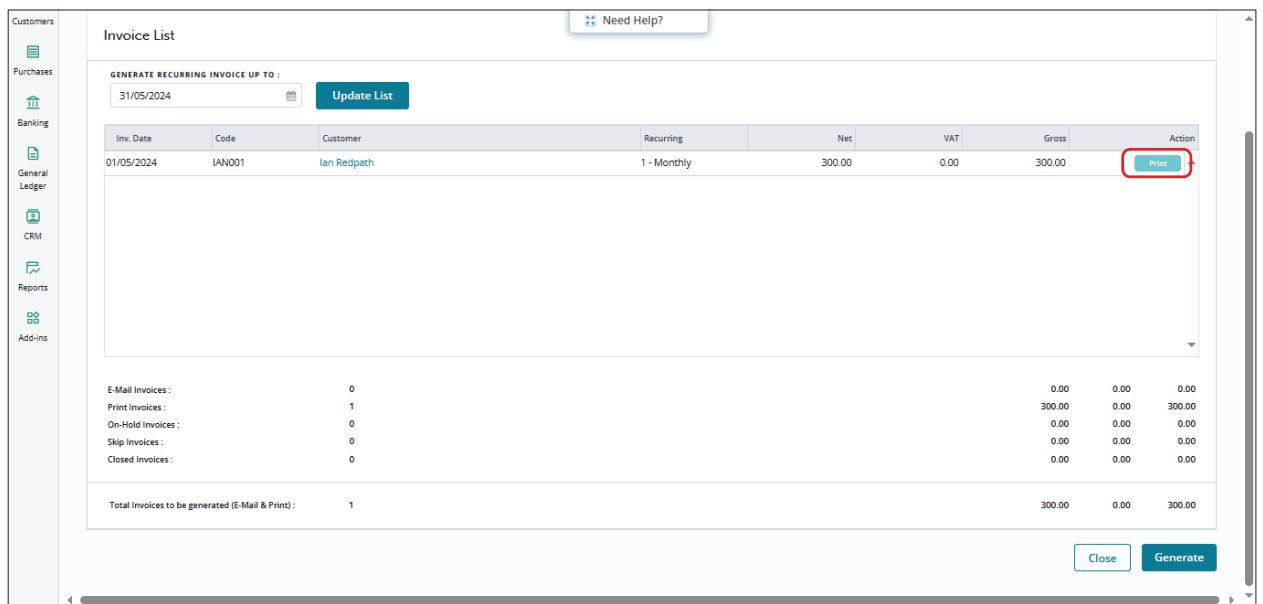 Customers
Purchases
Banking
General
Ledger
CRM
Reports
Add-ins
Need Help?
Invoice List
GENERATE RECURRING INVOICE UP TO :
31/05/2024 Update List
Inv. Date Code Customer Recurring Net VAT Gross Action
01/05/2024 IAN001 Ian Redpath 1 - Monthly 300.00 0.00 300.00 Print
E-Mail Invoices : 0 0.00 0.00 0.00
Print Invoices : 1 300.00 0.00 300.00
On-Hold Invoices : 0 0.00 0.00 0.00
Skip Invoices : 0 0.00 0.00 0.00
Closed Invoices : 0 0.00 0.00 0.00
Total Invoices to be generated (E-Mail & Print) : 1 300.00 0.00 300.00
Close Generate